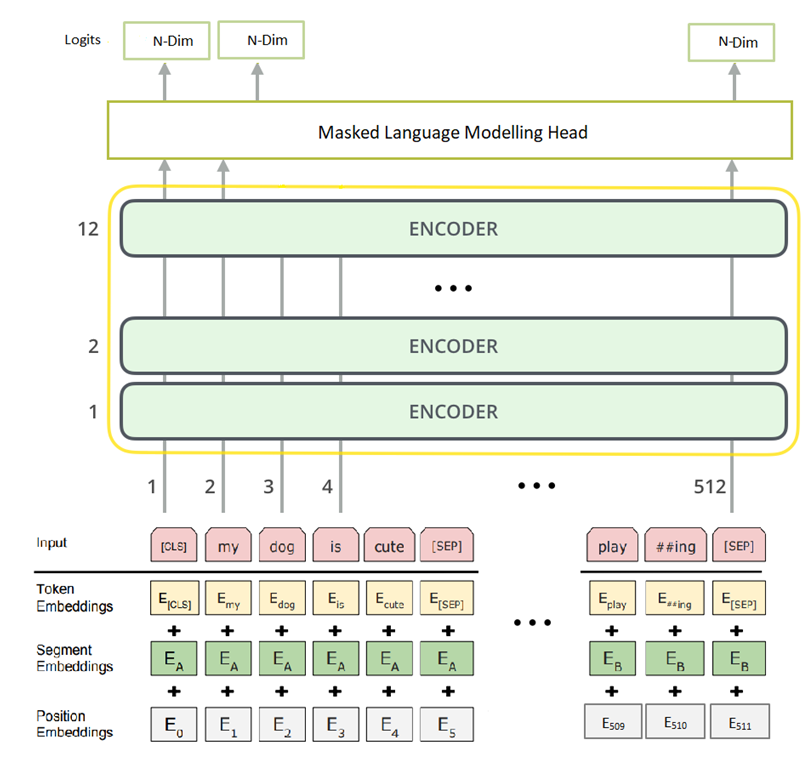 Logits N-Dim N-Dim N-Dim
Masked Language Modelling Head
12 ENCODER
...
2 ENCODER
1 ENCODER
1 2 3 4 ... 512
Input [CLS] my dog is cute [SEP] play ##ing [SEP]
Token
Embeddings E[CLS] Emy Edog Eis Ecute E[SEP] ... Eplay E##ing E[SEP]
+ + + + + + + + +
Segment
Embeddings EA EA EA EA EA EA EB EB EB
+ + + + + + + + +
Position
Embeddings E0 E1 E2 E3 E4 E5 E509 E510 E511